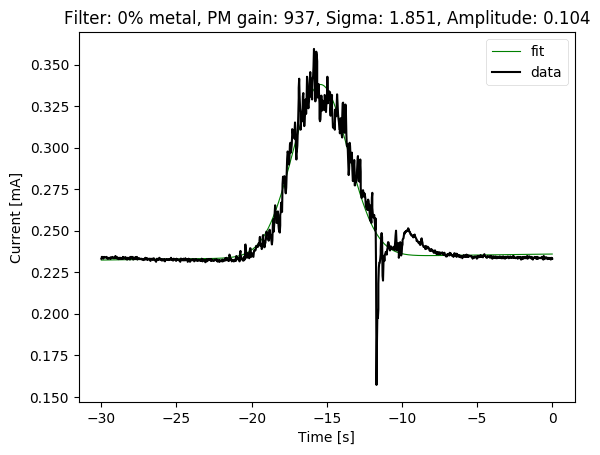 Filter: 0% metal, PM gain: 937, Sigma: 1.851, Amplitude: 0.104
fit
data
0.350
0.325
0.300
0.275
0.250
0.225
0.200
0.175
0.150
Current [mA]
−30 −25 −20 −15 −10 −5 0
Time [s]